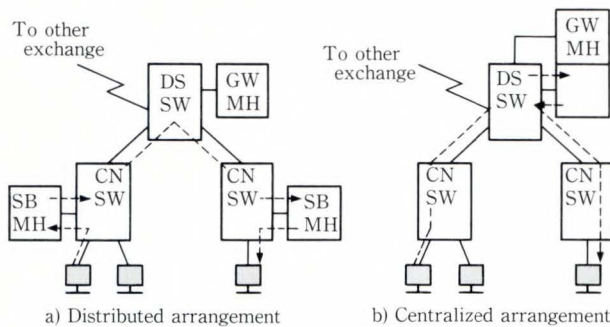 To other
exchange
DS
SW
GW
MH
CN
SW
CN
SW
SB
MH
SB
MH
a) Distributed arrangement
To other
exchange
GW
MH
DS
SW
CN
SW
CN
SW
b) Centralized arrangement